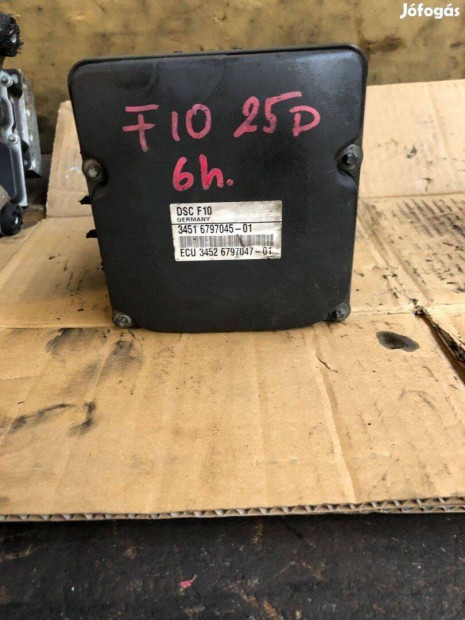 Jófogás
F10 25D
6h.
DSC F10
GERMANY
3451 6797045-01
ECU 3452 6797047-01